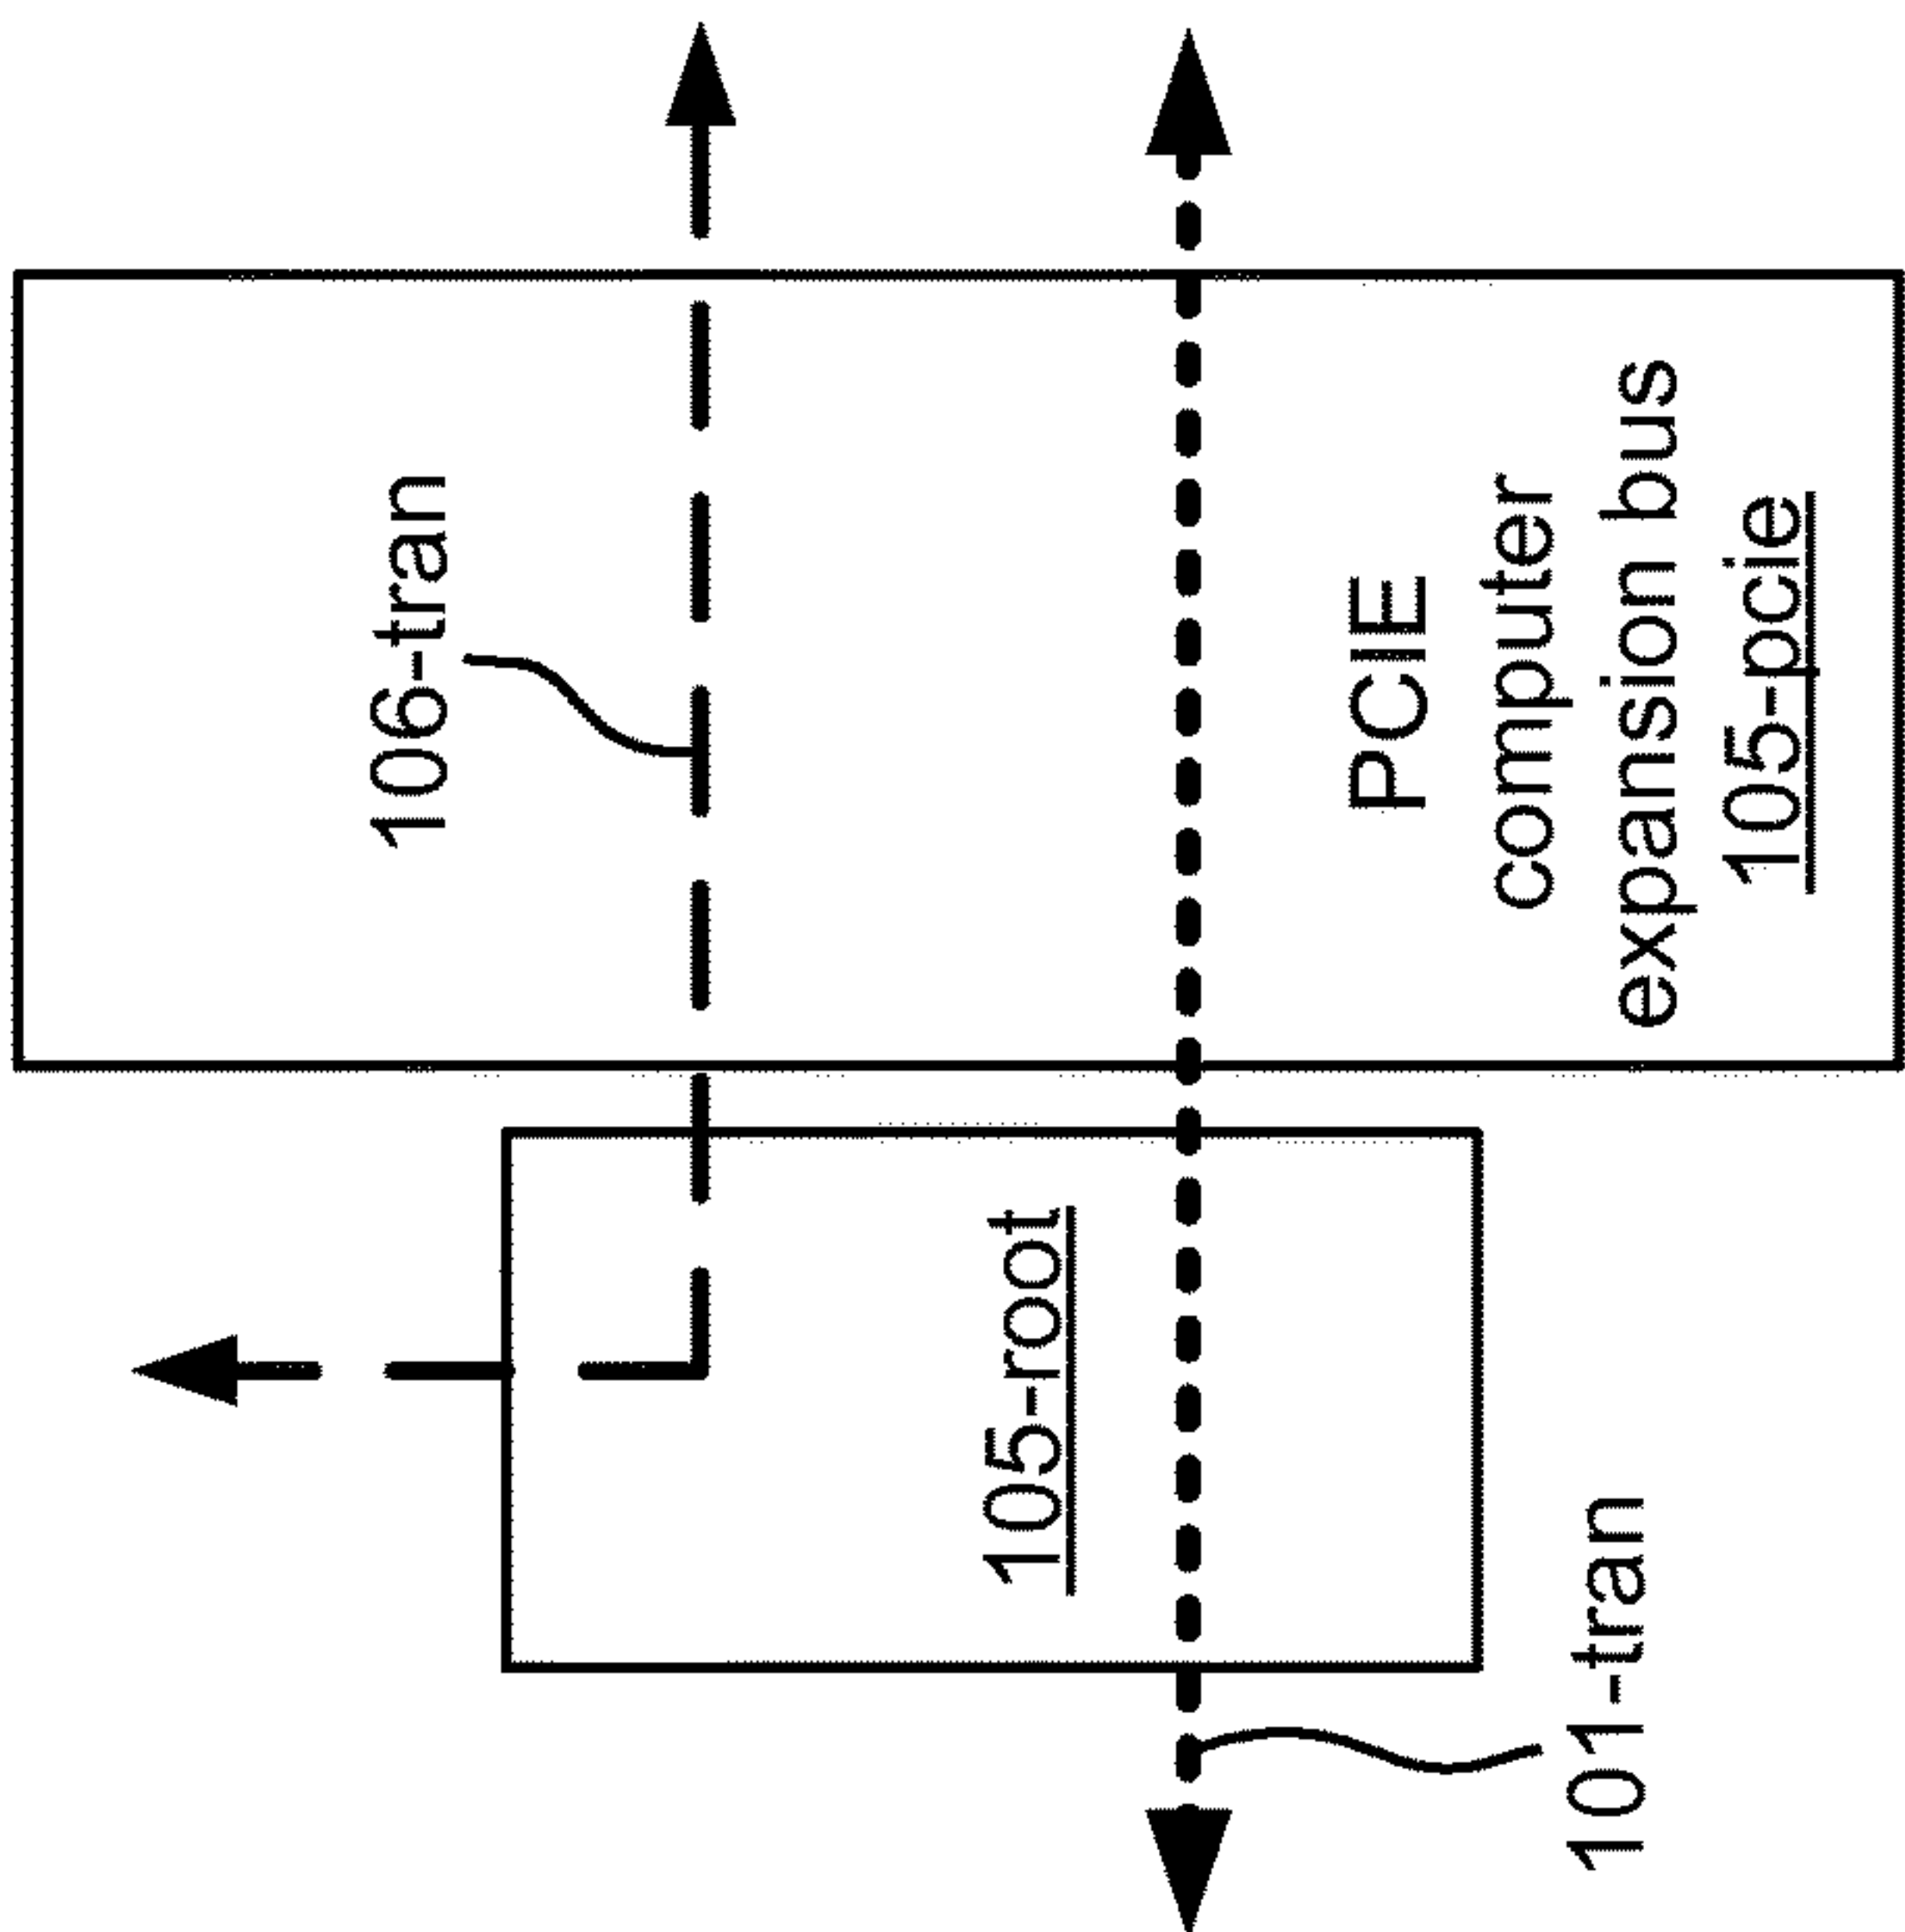 106-tran
PCIE
computer
expansion bus
105-pcie
105-root
101-tran